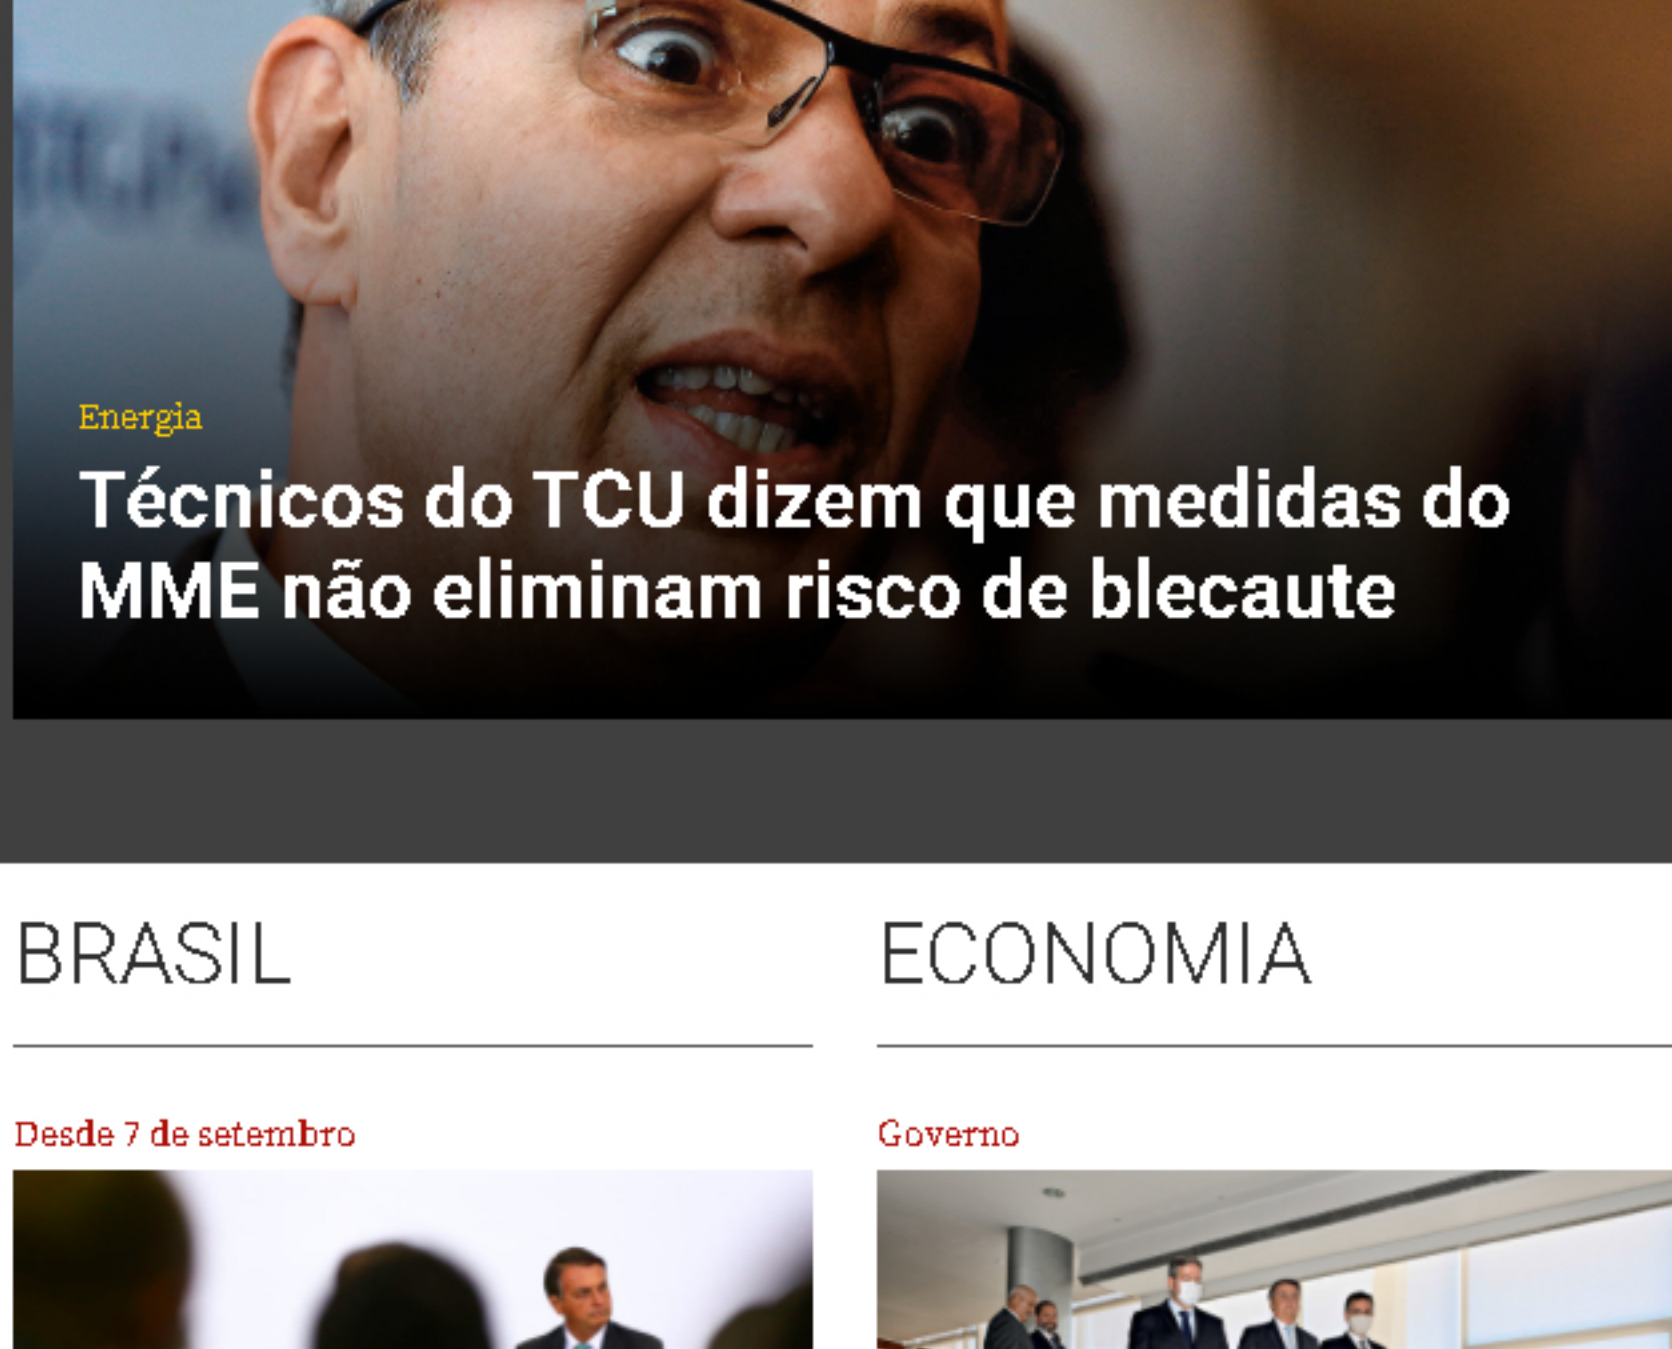 Energia
Técnicos do TCU dizem que medidas do
MME não eliminam risco de blecaute
BRASIL
ECONOMIA
Desde 7 de setembro
Governo